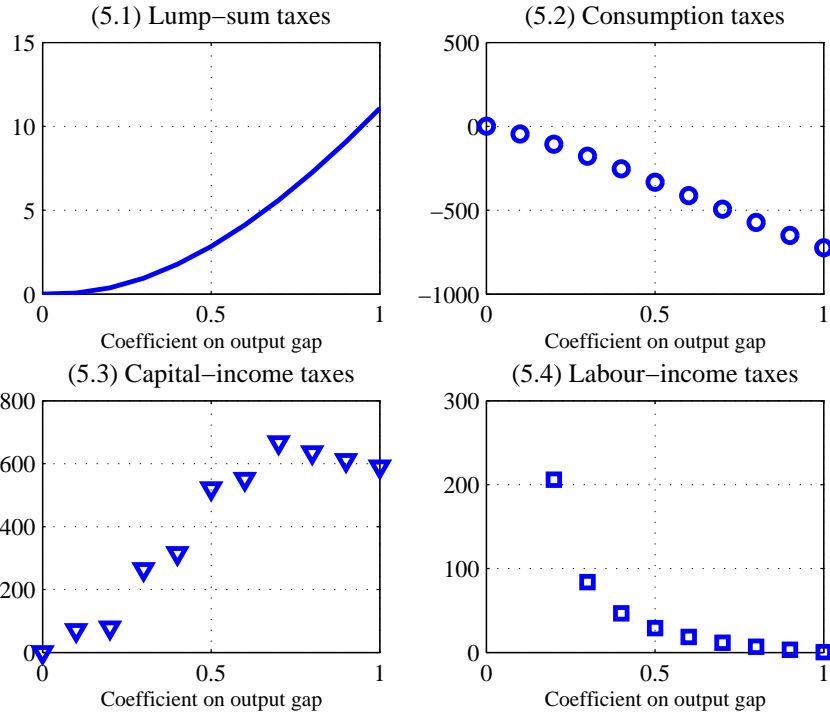 (5.1) Lump−sum taxes
15
10
5
0
0 0.5 1
Coefficient on output gap
(5.2) Consumption taxes
500
0
−500
−1000
0 0.5 1
Coefficient on output gap
(5.3) Capital−income taxes
800
600
400
200
0
0 0.5 1
Coefficient on output gap
(5.4) Labour−income taxes
300
200
100
0
0 0.5 1
Coefficient on output gap